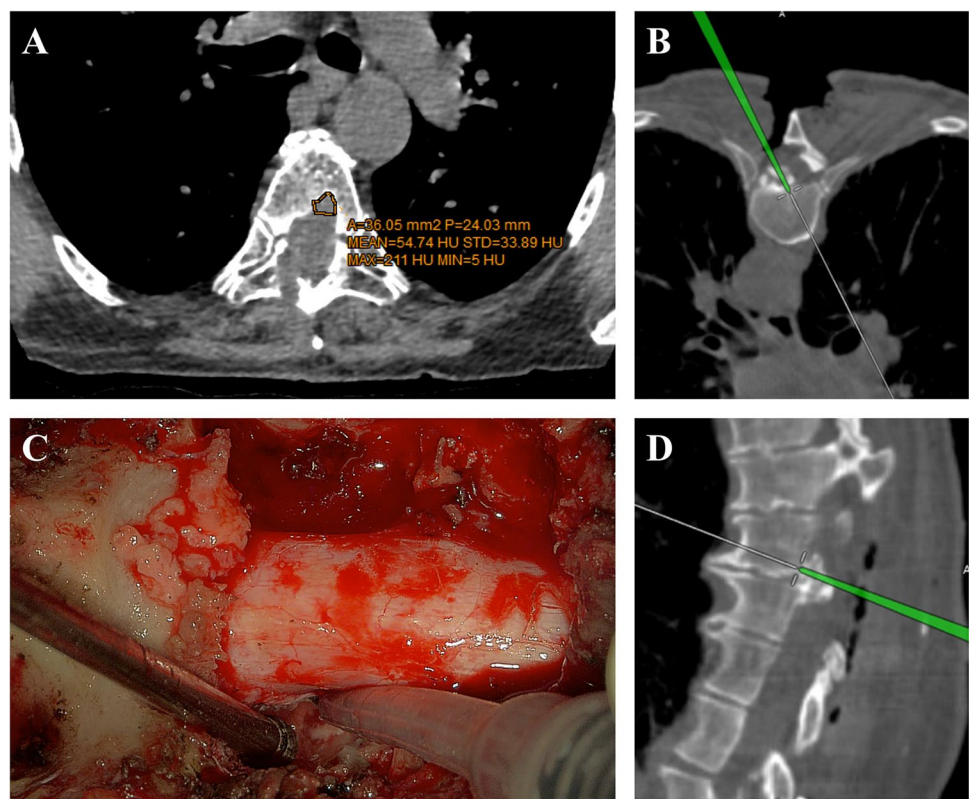 A
B
A
A=36.05 mm2 P=24.03 mm
MEAN=54.74 HU STD=33.89 HU
MAX=211 HU MIN=5 HU
C
D
A